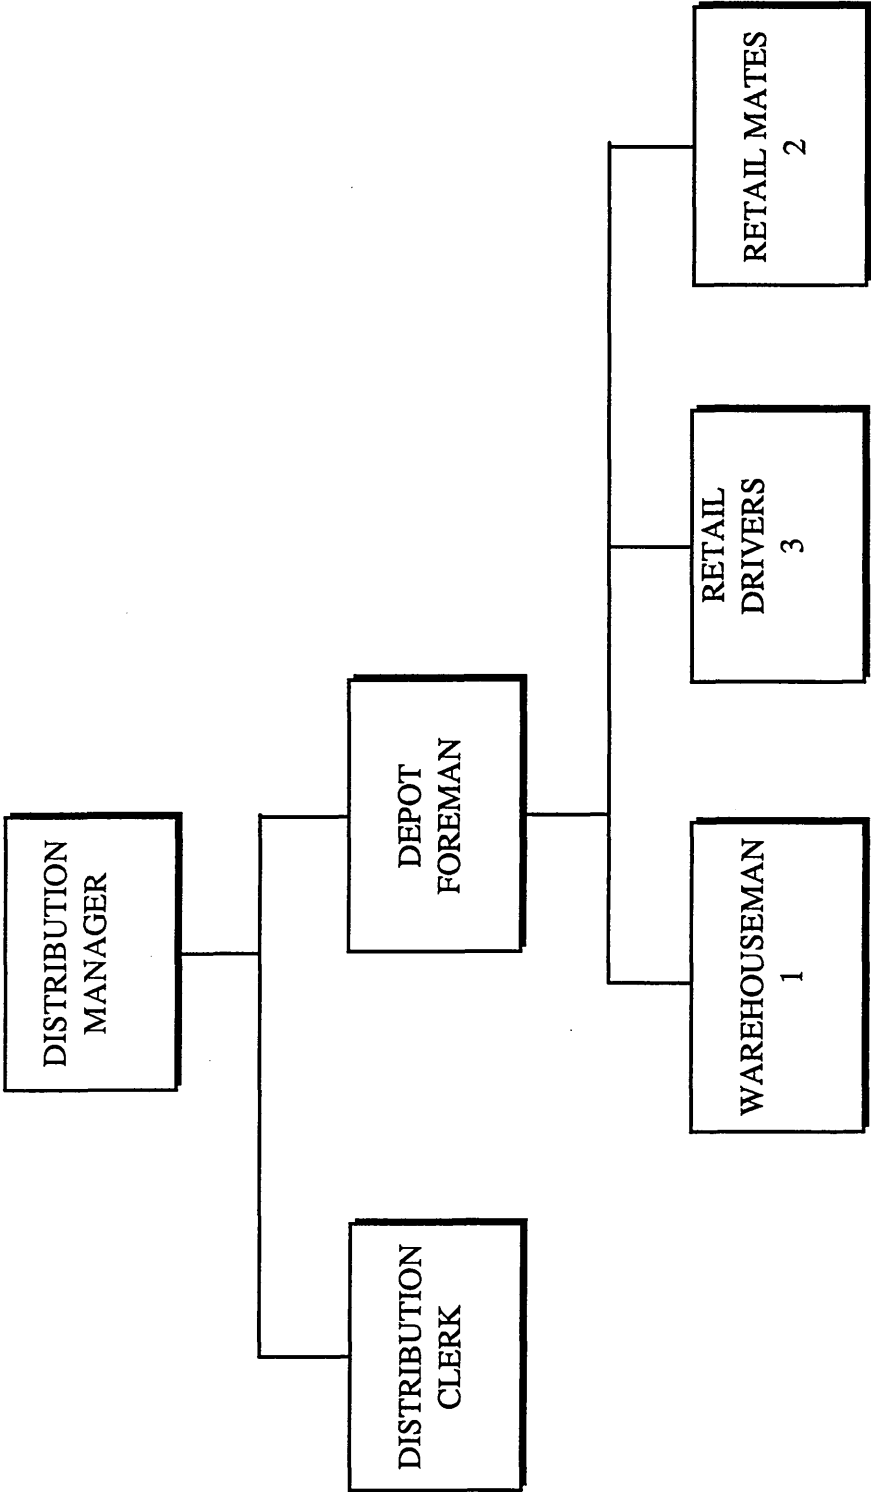 DISTRIBUTION
MANAGER
DISTRIBUTION
CLERK
DEPOT
FOREMAN
WAREHOUSEMAN
1
RETAIL
DRIVERS
3
RETAIL MATES
2